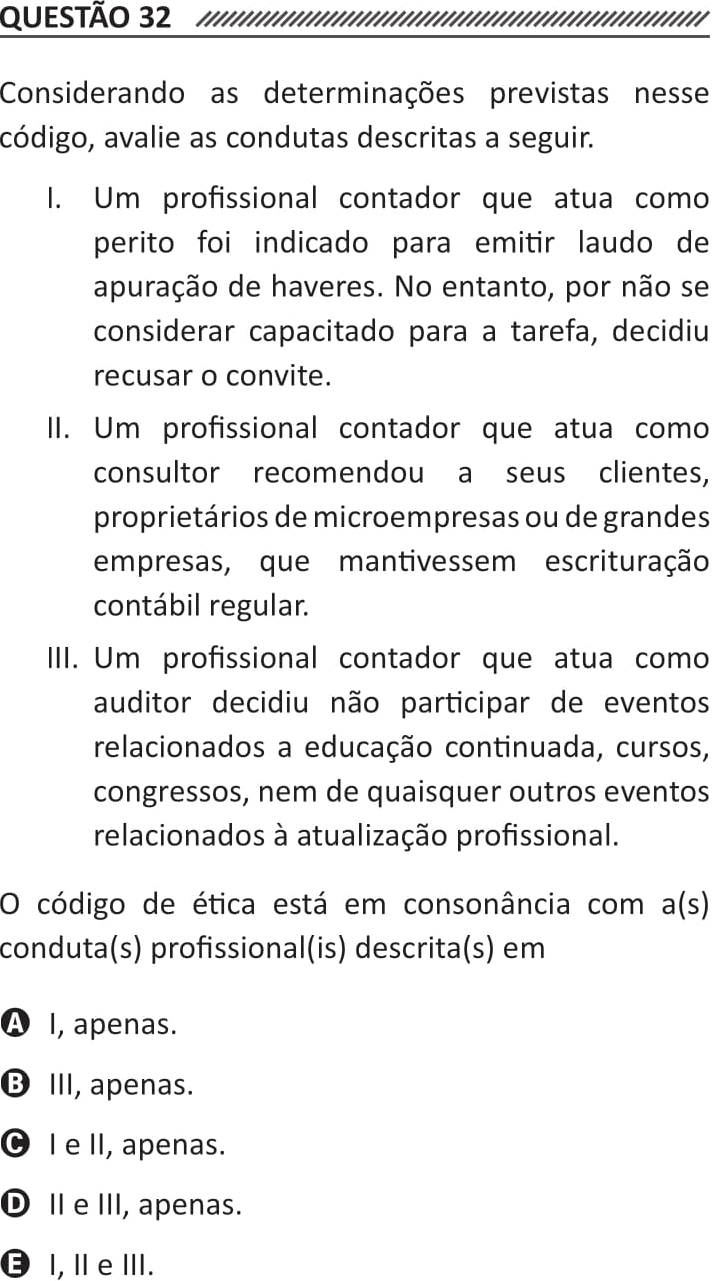 QUESTÃO 32
Considerando as determinações previstas nesse
código, avalie as condutas descritas a seguir.
I. Um profissional contador que atua como
perito foi indicado para emitir laudo de
apuração de haveres. No entanto, por não se
considerar capacitado para a tarefa, decidiu
recusar o convite.
II. Um profissional contador que atua como
consultor recomendou a seus clientes,
proprietários de microempresas ou de grandes
empresas, que mantivessem escrituração
contábil regular.
III. Um profissional contador que atua como
auditor decidiu não participar de eventos
relacionados a educação continuada, cursos,
congressos, nem de quaisquer outros eventos
relacionados à atualização profissional.
O código de ética está em consonância com a(s)
conduta(s) profissional(is) descrita(s) em
A I, apenas.
B III, apenas.
C I e II, apenas.
D II e III, apenas.
E I, II e III.